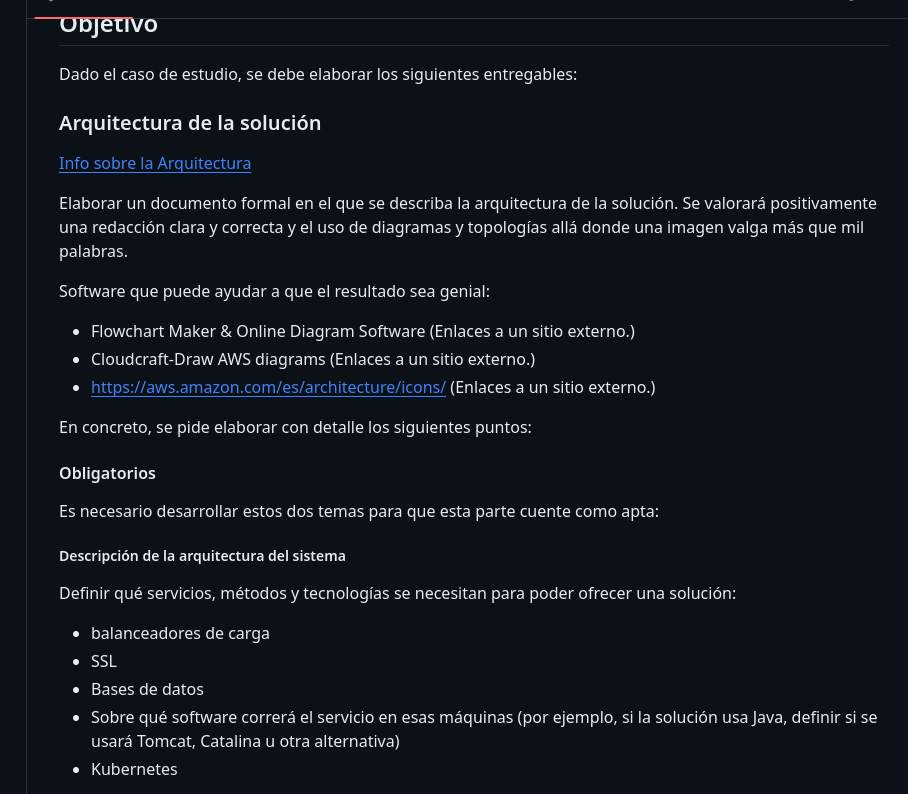 Objetivo
Dado el caso de estudio, se debe elaborar los siguientes entregables:
Arquitectura de la solución
Info sobre la Arquitectura
Elaborar un documento formal en el que se describa la arquitectura de la solución. Se valorará positivamente
una redacción clara y correcta y el uso de diagramas y topologías allá donde una imagen valga más que mil
palabras.
Software que puede ayudar a que el resultado sea genial:
Flowchart Maker & Online Diagram Software (Enlaces a un sitio externo.)
Cloudcraft-Draw AWS diagrams (Enlaces a un sitio externo.)
https://aws.amazon.com/es/architecture/icons/ (Enlaces a un sitio externo.)
En concreto, se pide elaborar con detalle los siguientes puntos:
Obligatorios
Es necesario desarrollar estos dos temas para que esta parte cuente como apta:
Descripción de la arquitectura del sistema
Definir qué servicios, métodos y tecnologías se necesitan para poder ofrecer una solución:
balanceadores de carga
SSL
Bases de datos
Sobre qué software correrá el servicio en esas máquinas (por ejemplo, si la solución usa Java, definir si se
usará Tomcat, Catalina u otra alternativa)
Kubernetes